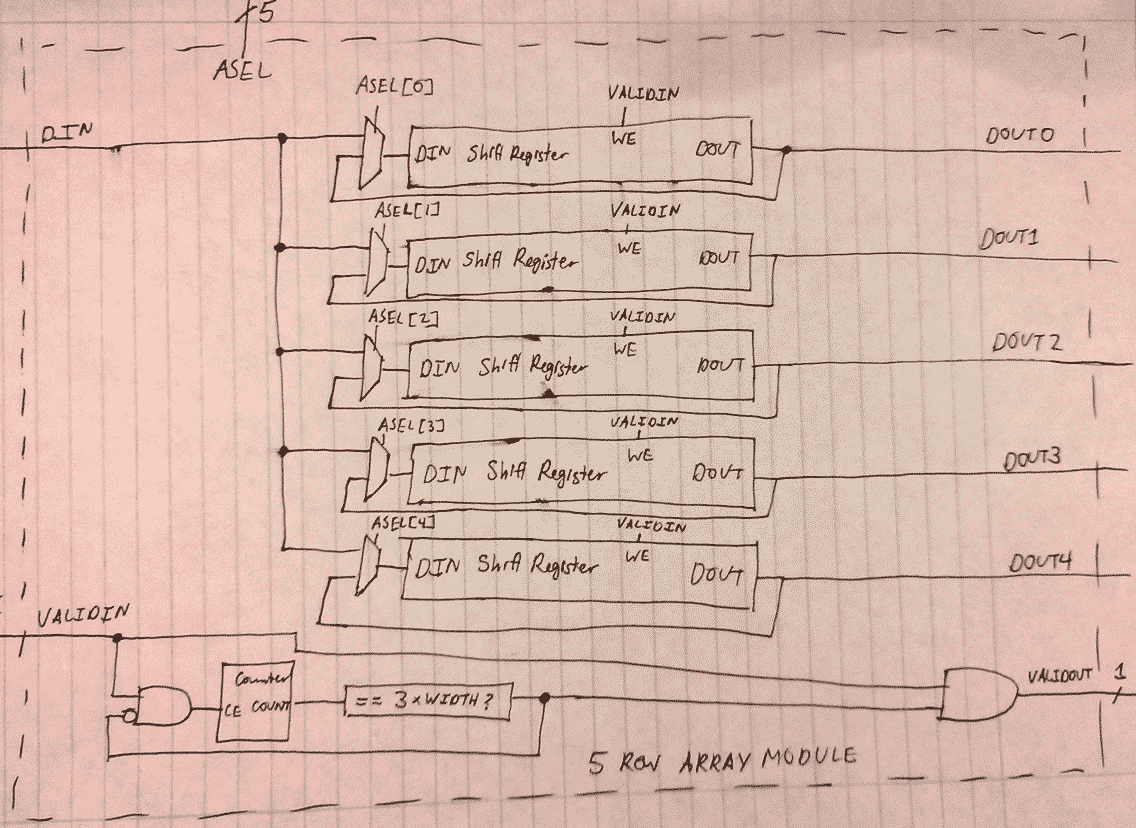 5
ASEL
ASEL[0]
VALIDIN
DIN
DIN Shift Register WE DOUT
DOUT0
ASEL[1]
VALIDIN
DIN Shift Register WE DOUT
DOUT1
ASEL[2]
VALIDIN
DIN Shift Register WE DOUT
DOUT2
ASEL[3]
VALIDIN
DIN Shift Register WE DOUT
DOUT3
ASEL[4]
VALIDIN
DIN Shift Register WE DOUT
DOUT4
VALIDIN
Counter
CE COUNT
== 3 x WIDTH?
VALIDOUT 1
5 ROW ARRAY MODULE